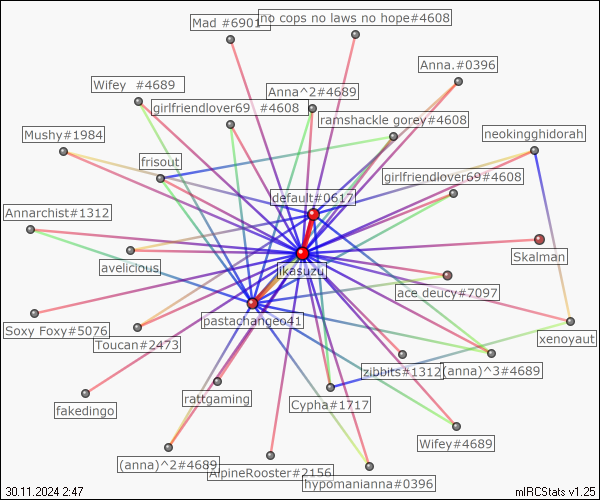 Mad #6901
no cops no laws no hope#4608
Anna.#0396
Wifey #4689
Anna^2#4689
girlfriendlover69 #4608
ramshackle gorey#4608
Mushy#1984
neokingghidorah
frisout
girlfriendlover69#4608
default#0617
Annarchist#1312
Skalman
avelicious
ikasuzu
ace deucy#7097
Soxy Foxy#5076
pastachangeo41
Toucan#2473
xenoyaut
zibbits#1312
(anna)^3#4689
rattgaming
fakedingo
Cypha#1717
Wifey#4689
(anna)^2#4689
AlpineRooster#2156
hypomanianna#0396
30.11.2024 2:47
mIRCStats v1.25